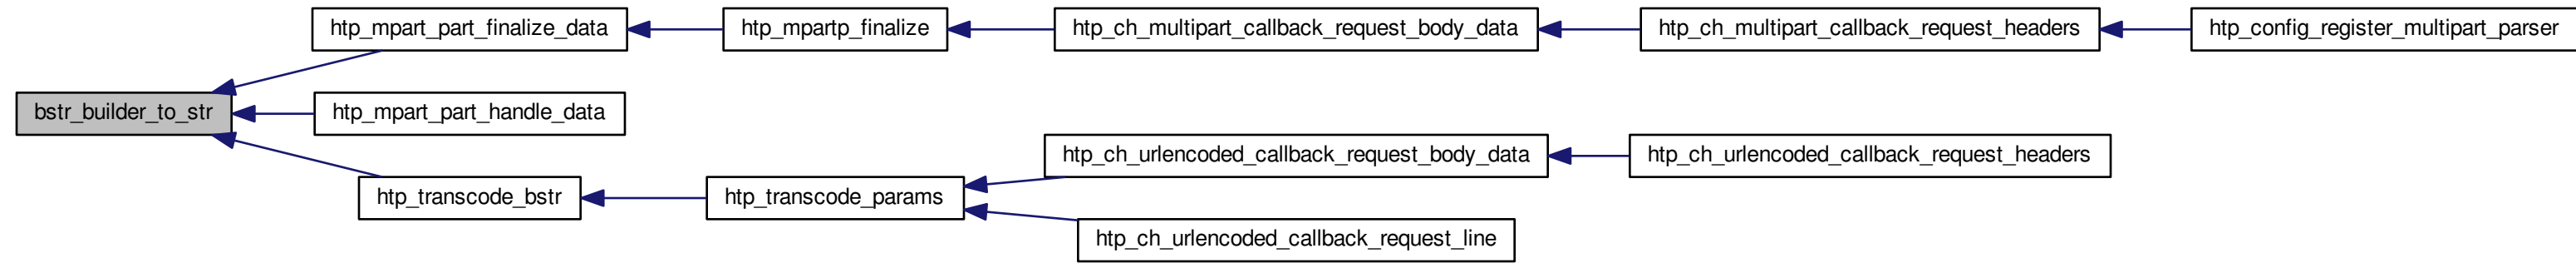 htp_mpart_part_finalize_data
htp_mpartp_finalize
htp_ch_multipart_callback_request_body_data
htp_ch_multipart_callback_request_headers
htp_config_register_multipart_parser
bstr_builder_to_str
htp_mpart_part_handle_data
htp_ch_urlencoded_callback_request_body_data
htp_ch_urlencoded_callback_request_headers
htp_transcode_bstr
htp_transcode_params
htp_ch_urlencoded_callback_request_line